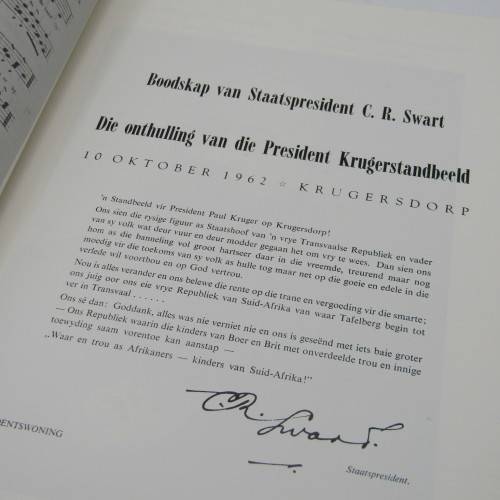 Boodskap van Staatspresident C. R. Swart
Die onthulling van die President Krugerstandbeeld
10 OKTOBER 1962 ☆ KRUGERSDORP
'n Standbeeld vir President Paul Kruger op Krugersdorp!
Ons sien die rysige figuur as Staatshoof van 'n vrye Transvaalse Republiek en vader
van sy volk wat deur vuur en deur modder gegaan het om vry te wees. Dan sien ons
hom as die banneling vol groot hartseer daar in die vreemde, treurend maar nog
moedig vir die toekoms van sy volk as hulle tog maar net op die goeie en edele in die
verlede wil voortbou en op God vertrou.
Nou is alles verander en ons belewe die rente op die trane en vergoeding vir die smarte;
ons juig oor ons eie vrye Republiek van Suid-Afrika van waar Tafelberg begin tot
ver in Transvaal . . . . . .
Ons sê dan: Goddank, alles was nie verniet nie en ons is geseënd met iets baie groter
— Ons Republiek waarin die kinders van Boer en Brit met onverdeelde trou en innige
toewyding saam vorentoe kan aanstap —
„Waar en trou as Afrikaners — kinders van Suid-Afrika!"
C.R. Swart.
Staatspresident.
DENTSWONING